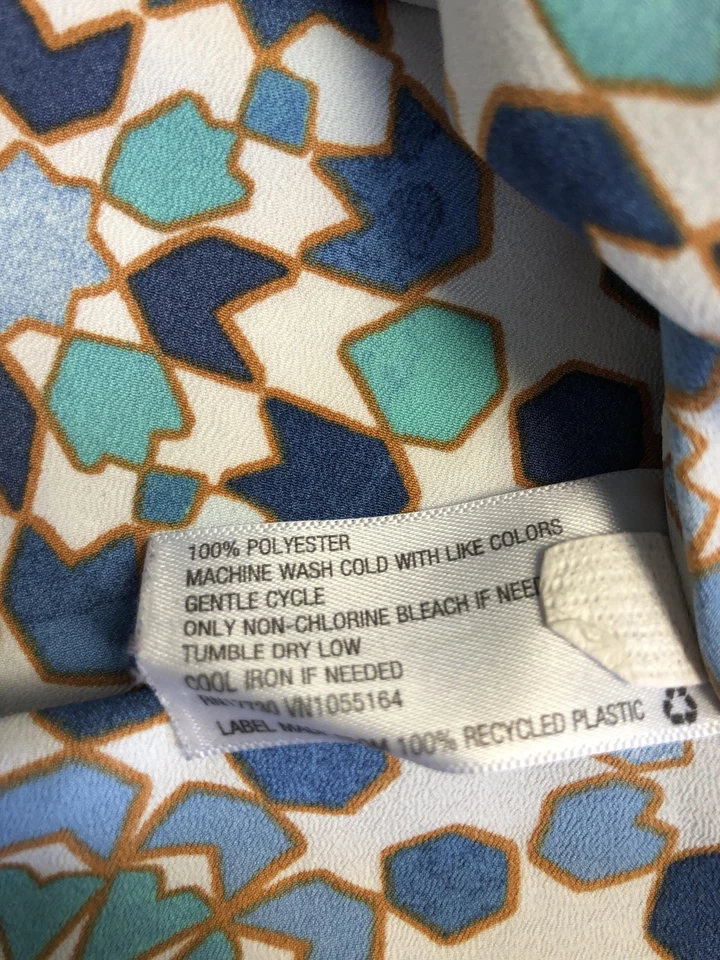 100% POLYESTER
MACHINE WASH COLD WITH LIKE COLORS
GENTLE CYCLE
ONLY NON-CHLORINE BLEACH IF
TUMBLE DRY LOW
COOL IRON IF NEEDED
VN1055164
LABEL 100% RECYCLED PLASTIC